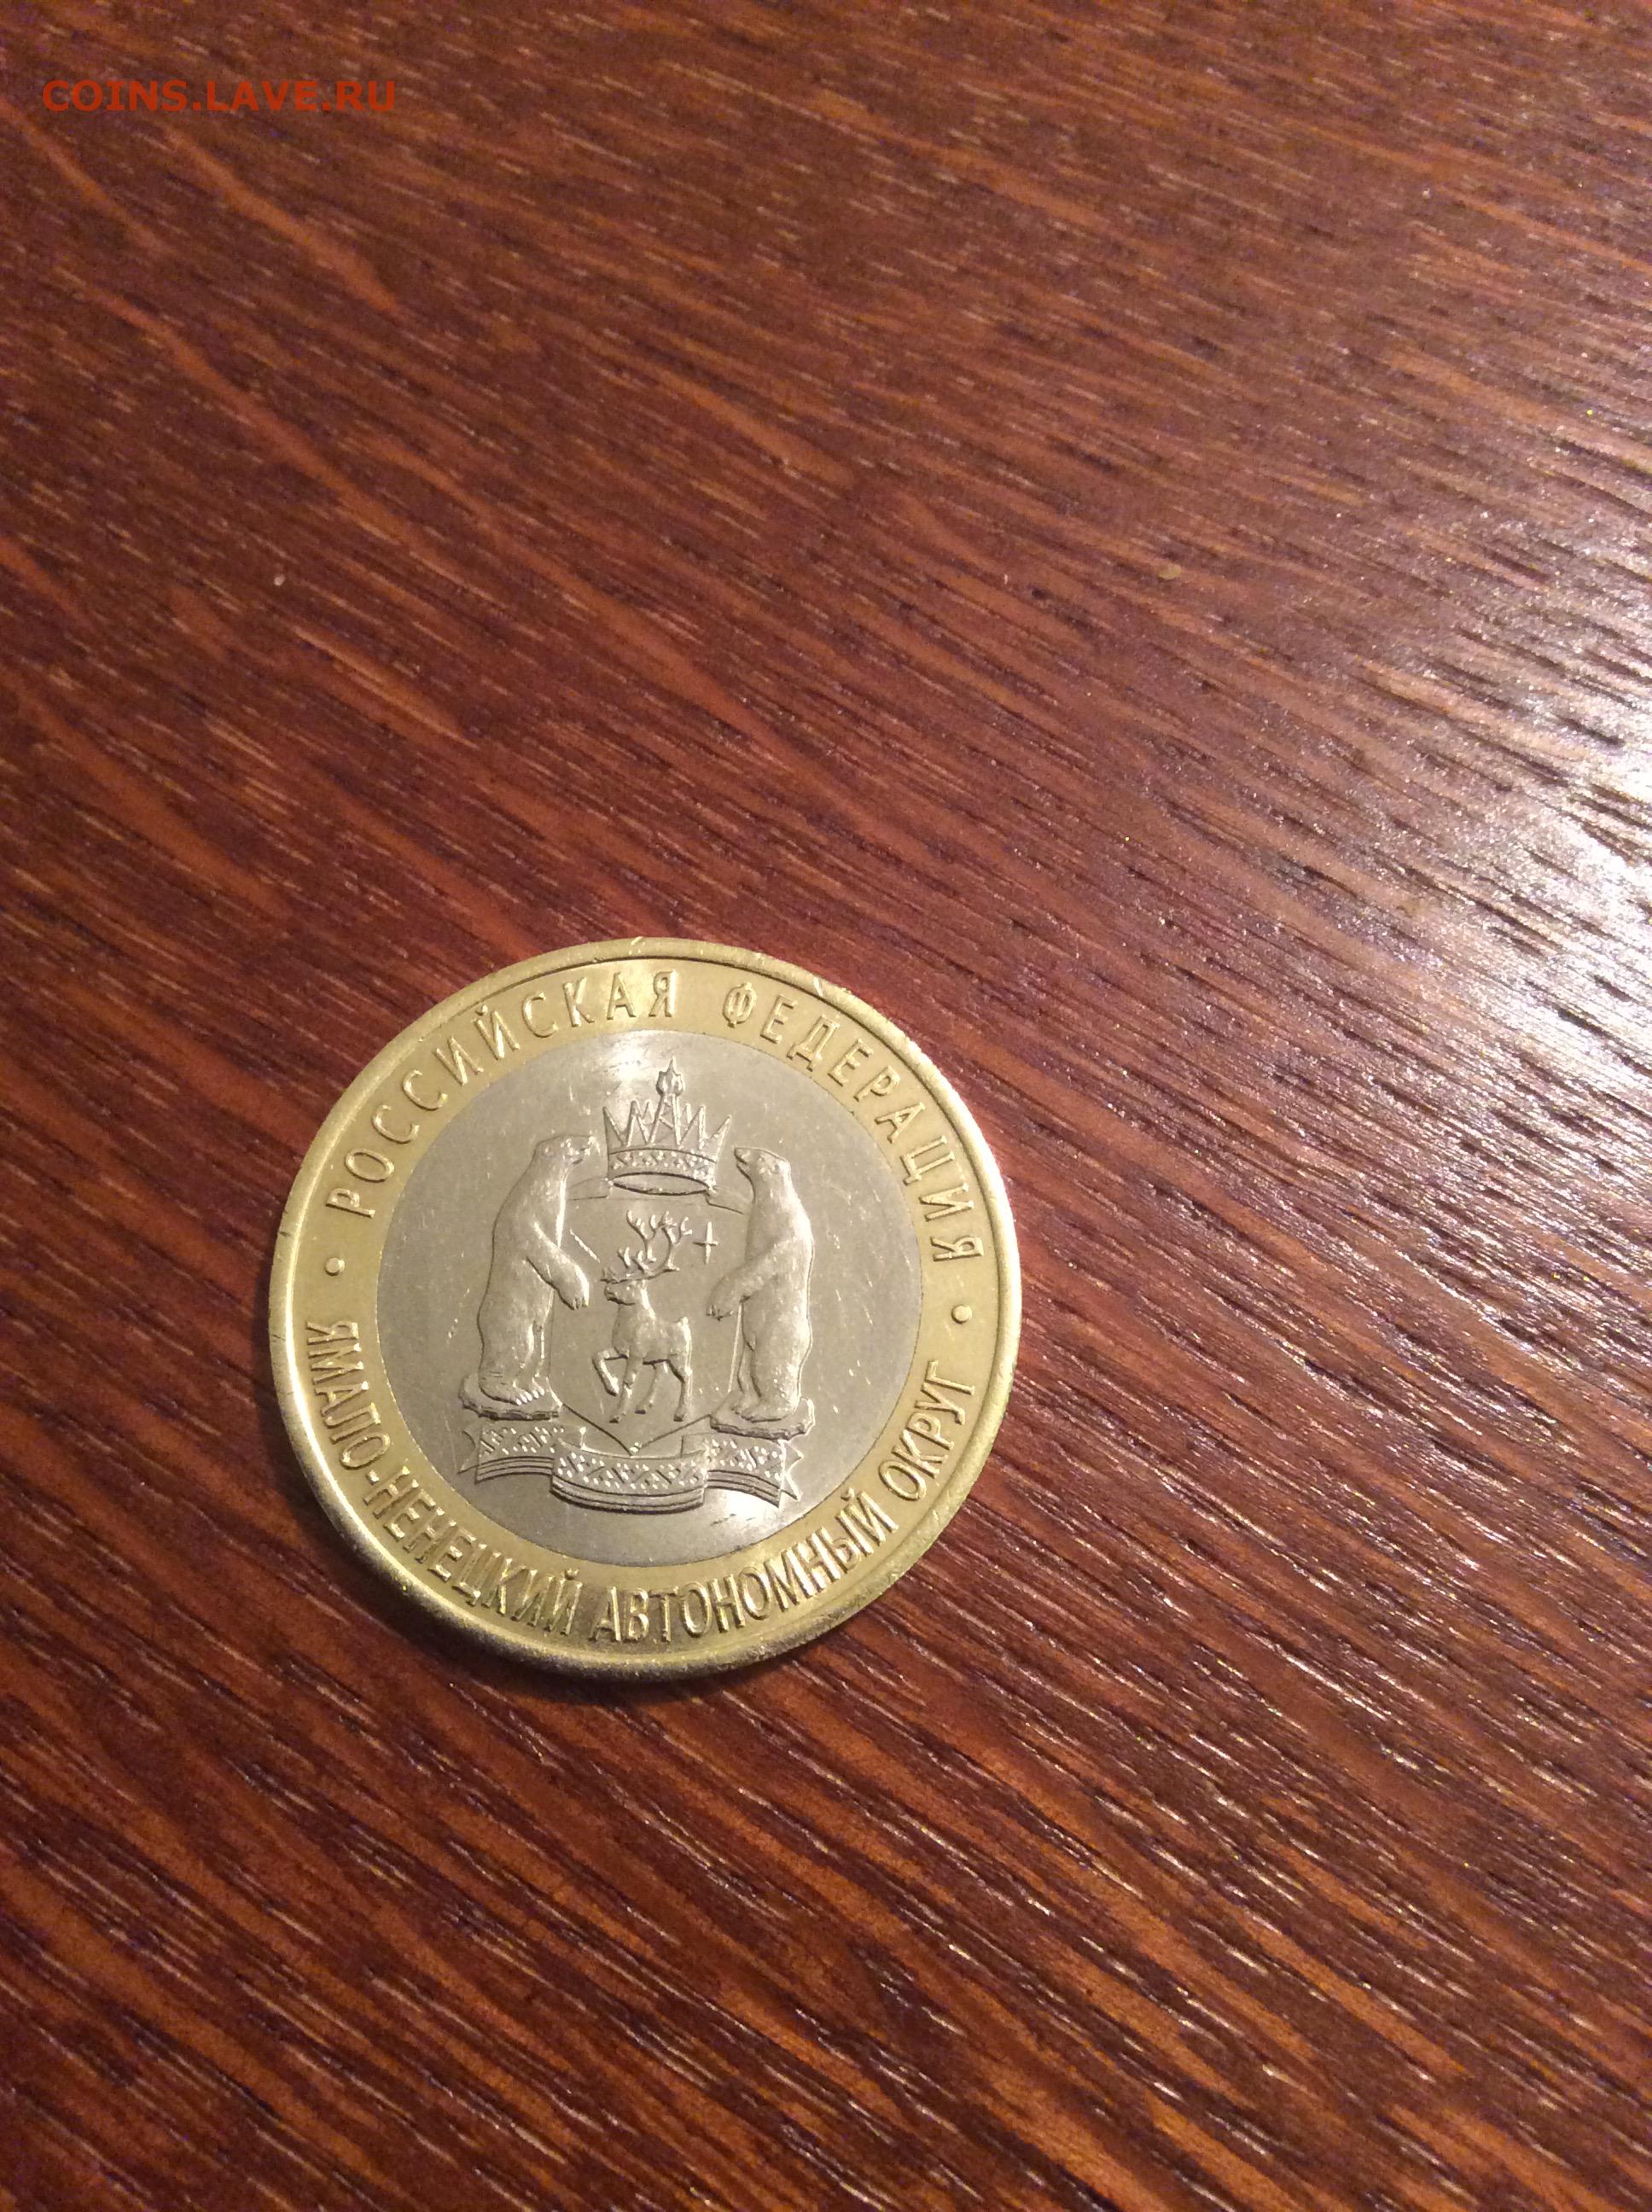 COINS.LAVE.RU
• РОССИЙСКАЯ ФЕДЕРАЦИЯ •
ЯМАЛО-НЕНЕЦКИЙ АВТОНОМНЫЙ ОКРУГ